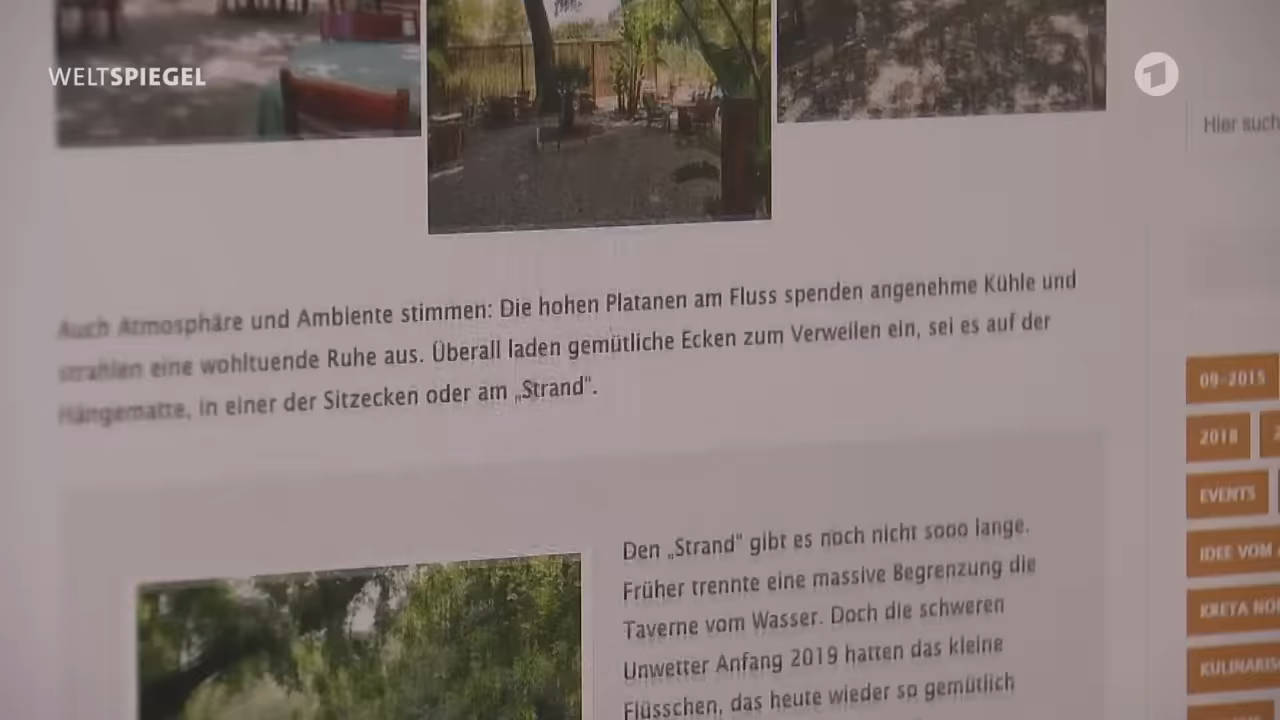 WELTSPIEGEL
1
Hier such
Auch Atmosphäre und Ambiente stimmen: Die hohen Platanen am Fluss spenden angenehme Kühle und
strahlen eine wohltuende Ruhe aus. Überall laden gemütliche Ecken zum Verweilen ein, sei es auf der
Hängematte, in einer der Sitzecken oder am „Strand“.
09-2015
2018
EVENTS
IDEE VOM
KRETA NO
KULINARIS
Den „Strand“ gibt es noch nicht sooo lange.
Früher trennte eine massive Begrenzung die
Taverne vom Wasser. Doch die schweren
Unwetter Anfang 2019 hatten das kleine
Flüsschen, das heute wieder so gemütlich